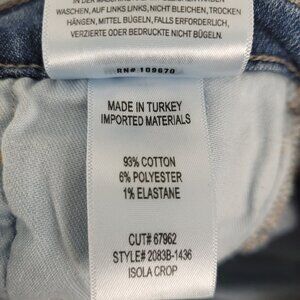 WASCHEN, AUF LINKS LINKS, NICHT BLEICHEN, TROCKEN
HÄNGEN, MITTEL BÜGELN, FALLS ERFORDERLICH,
VERZIERTE ODER BEDRUCKTE NICHT BÜGELN.
RN# 109670
MADE IN TURKEY
IMPORTED MATERIALS
93% COTTON
6% POLYESTER
1% ELASTANE
CUT# 67962
STYLE# 2083B-1436
ISOLA CROP